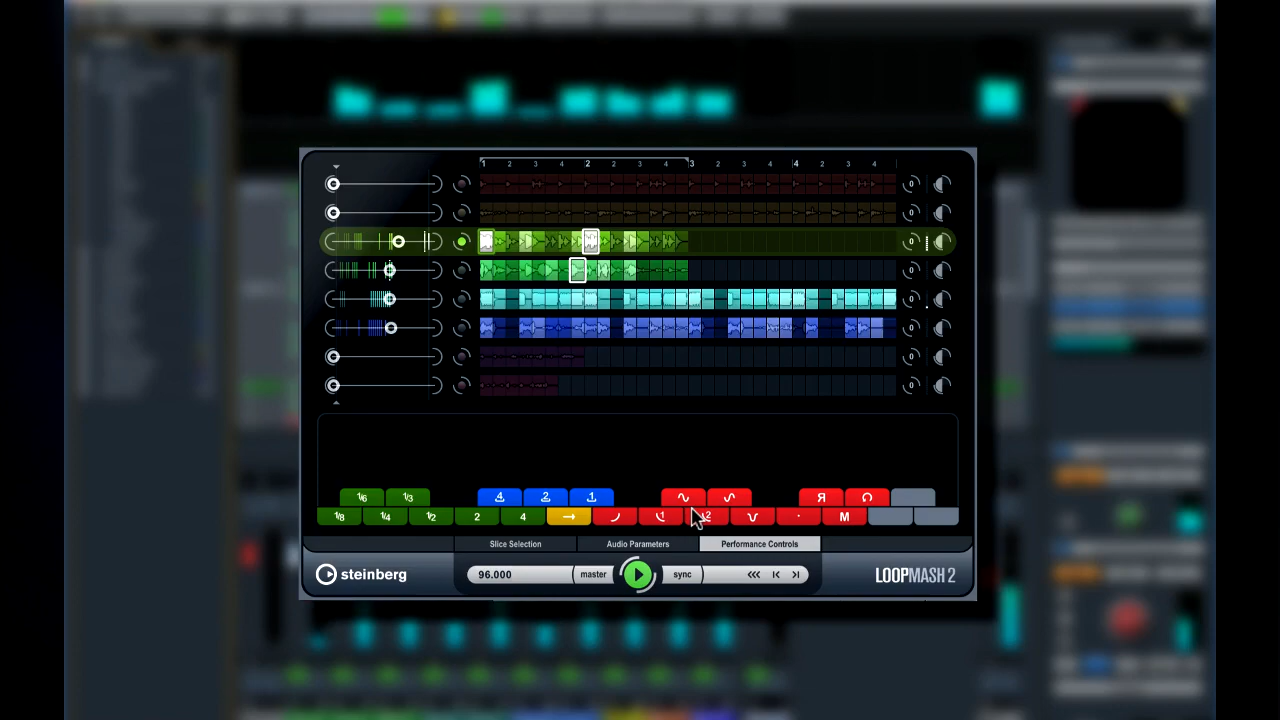 1 2 3 4 2 2 3 4 3 2 3 4 4 2 3 4
0
0
0
0
0
0
0
0
1/6 1/3 4 2 1 R
1/8 1/4 1/2 2 4 → 1 2 · M
Slice Selection Audio Parameters Performance Controls
steinberg 96.000 master sync LOOPMASH 2